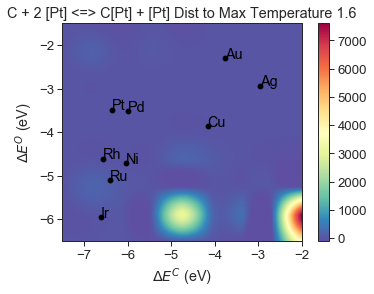 C + 2 [Pt] <=> C[Pt] + [Pt] Dist to Max Temperature 1.6
ΔE^O (eV)
−2
−3
−4
−5
−6
Au
Ag
Pt
Pd
Cu
Rh
Ni
Ru
Ir
−7 −6 −5 −4 −3 −2
ΔE^C (eV)
7000
6000
5000
4000
3000
2000
1000
0